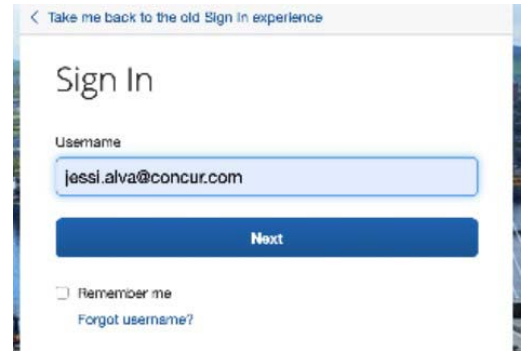 Take me back to the old Sign In experience
Sign In
Username
jessi.alva@concur.com
Next
Remember me
Forgot username?